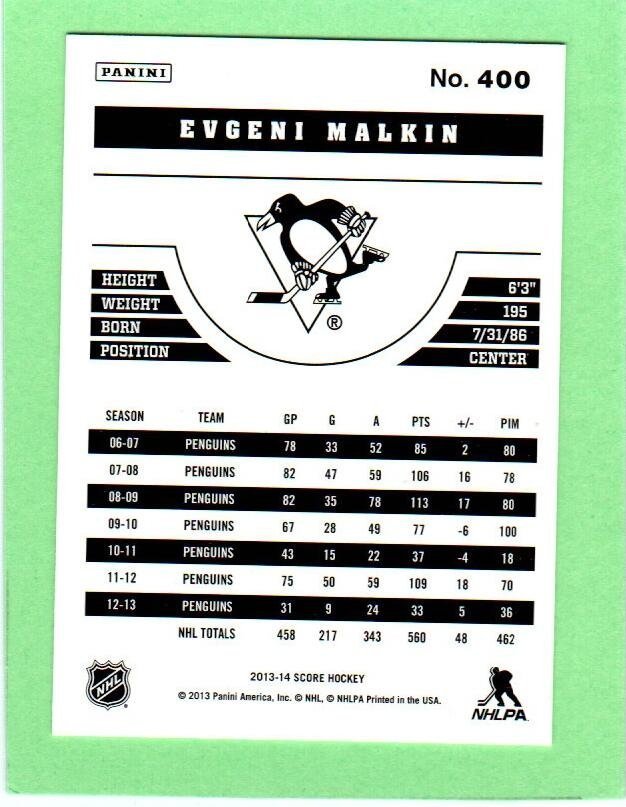 PANINI
No. 400
EVGENI MALKIN
®
HEIGHT 6'3"
WEIGHT 195
BORN 7/31/86
POSITION CENTER
SEASON TEAM GP G A PTS +/- PIM
06-07 PENGUINS 78 33 52 85 2 80
07-08 PENGUINS 82 47 59 106 16 78
08-09 PENGUINS 82 35 78 113 17 80
09-10 PENGUINS 67 28 49 77 -6 100
10-11 PENGUINS 43 15 22 37 -4 18
11-12 PENGUINS 75 50 59 109 18 70
12-13 PENGUINS 31 9 24 33 5 36
NHL TOTALS 458 217 343 560 48 462
2013-14 SCORE HOCKEY
© 2013 Panini America, Inc. © NHL, © NHLPA Printed in the USA.
NHL
NHLPA